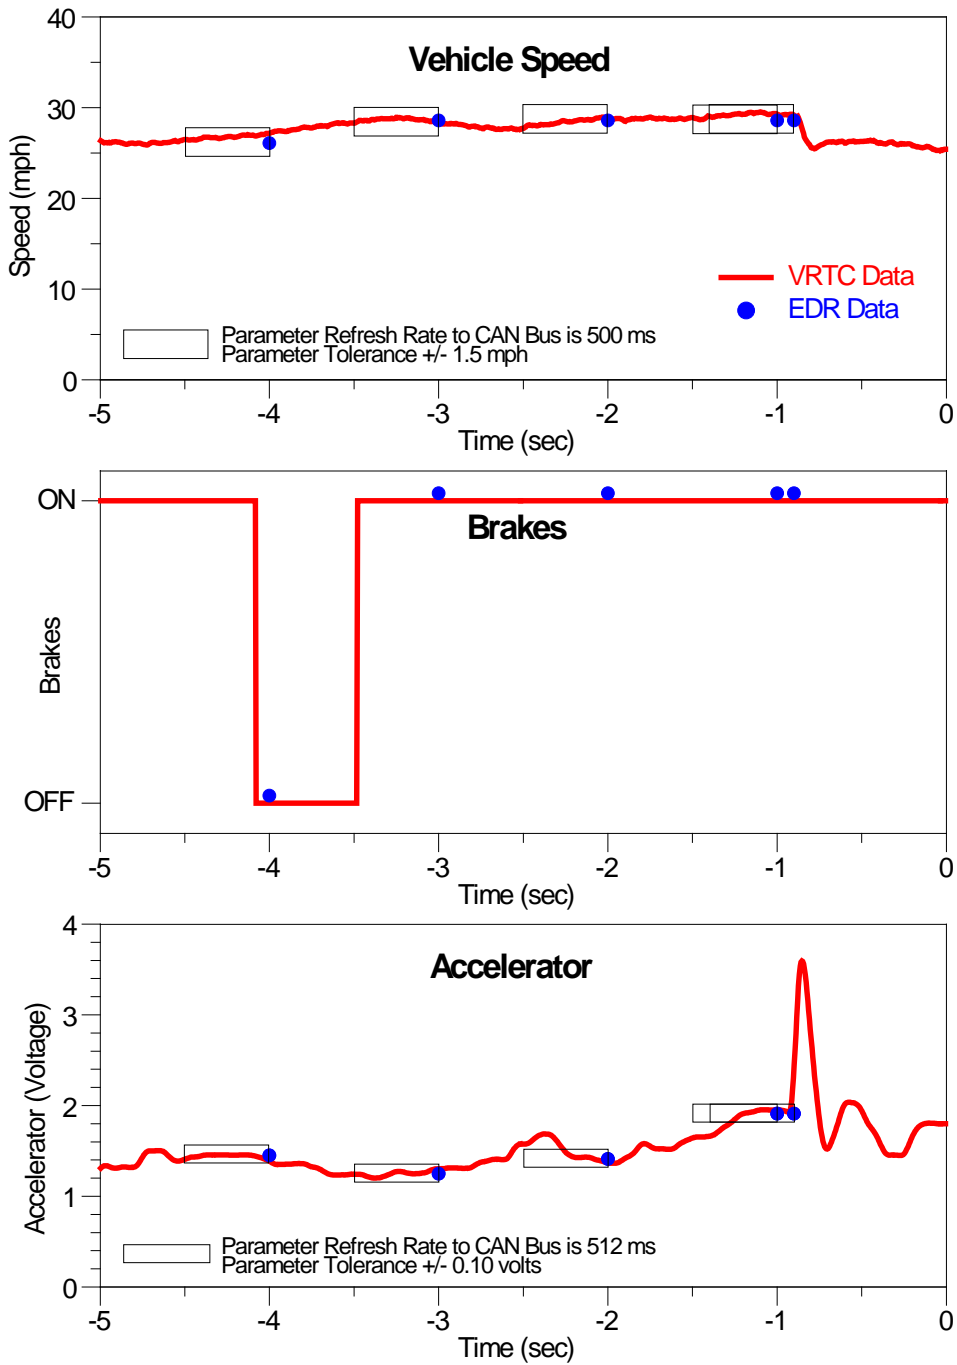 Vehicle Speed
40
30
20
10
0
Speed (mph)
VRTC Data
EDR Data
Parameter Refresh Rate to CAN Bus is 500 ms
Parameter Tolerance +/- 1.5 mph
-5 -4 -3 -2 -1 0
Time (sec)
ON
OFF
Brakes
Brakes
-5 -4 -3 -2 -1 0
Time (sec)
Accelerator
4
3
2
1
0
Accelerator (Voltage)
Parameter Refresh Rate to CAN Bus is 512 ms
Parameter Tolerance +/- 0.10 volts
-5 -4 -3 -2 -1 0
Time (sec)